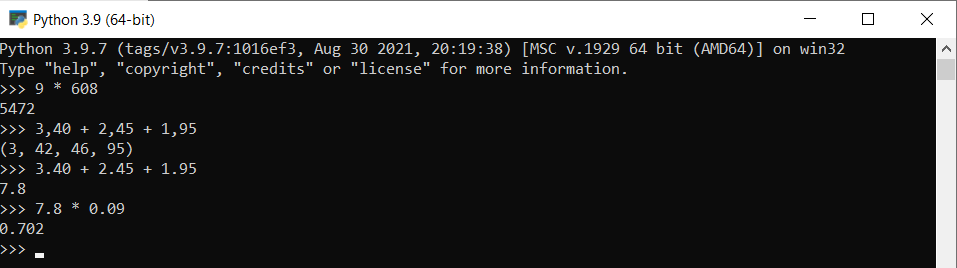 Python 3.9 (64-bit)
Python 3.9.7 (tags/v3.9.7:1016ef3, Aug 30 2021, 20:19:38) [MSC v.1929 64 bit (AMD64)] on win32
Type "help", "copyright", "credits" or "license" for more information.
>>> 9 * 608
5472
>>> 3,40 + 2,45 + 1,95
(3, 42, 46, 95)
>>> 3.40 + 2.45 + 1.95
7.8
>>> 7.8 * 0.09
0.702
>>>